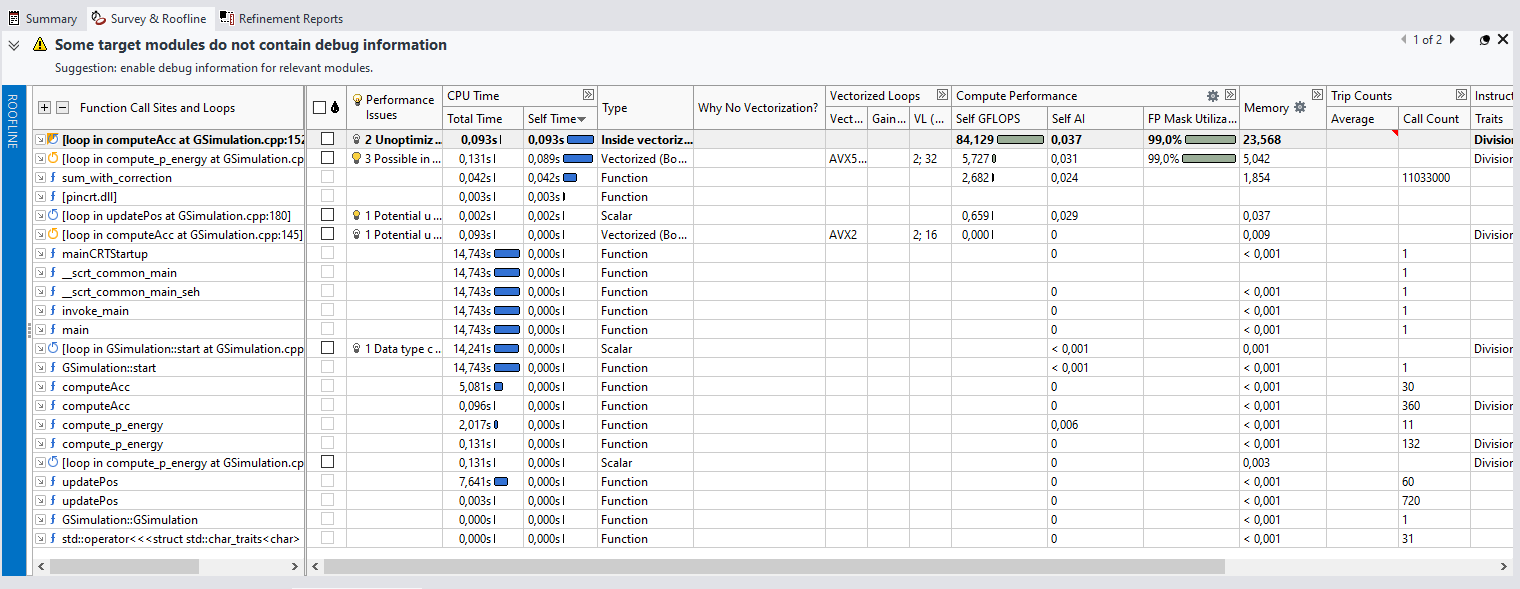 Summary Survey & Roofline Refinement Reports
Some target modules do not contain debug information 1 of 2
Suggestion: enable debug information for relevant modules.
ROOFLINE
Function Call Sites and Loops Performance Issues CPU Time Type Why No Vectorization? Vectorized Loops Compute Performance Memory Trip Counts Instruct
Total Time Self Time Vect... Gain... VL (... Self GFLOPS Self AI FP Mask Utiliza... Average Call Count Traits
[loop in computeAcc at GSimulation.cpp:152 2 Unoptimiz... 0,093s 0,093s Inside vectoriz... 84,129 0,037 99,0% 23,568 Division
[loop in compute_p_energy at GSimulation.cp 3 Possible in ... 0,131s 0,089s Vectorized (Bo... AVX5... 2; 32 5,727 0,031 99,0% 5,042 Division
sum_with_correction 0,042s 0,042s Function 2,682 0,024 1,854 11033000
[pincrt.dll] 0,003s 0,003s Function
[loop in updatePos at GSimulation.cpp:180] 1 Potential u... 0,002s 0,002s Scalar 0,659 0,029 0,037
[loop in computeAcc at GSimulation.cpp:145] 1 Potential u... 0,093s 0,000s Vectorized (Bo... AVX2 2; 16 0,000 0 0,009 Division
mainCRTStartup 14,743s 0,000s Function 0 < 0,001 1
__scrt_common_main 14,743s 0,000s Function 1
__scrt_common_main_seh 14,743s 0,000s Function 0 < 0,001 1
invoke_main 14,743s 0,000s Function 0 < 0,001 1
main 14,743s 0,000s Function 0 < 0,001 1
[loop in GSimulation::start at GSimulation.cpp 1 Data type c... 14,241s 0,000s Scalar < 0,001 0,001 Division
GSimulation::start 14,743s 0,000s Function < 0,001 < 0,001 1
computeAcc 5,081s 0,000s Function 0 < 0,001 30
computeAcc 0,096s 0,000s Function 0 < 0,001 360 Division
compute_p_energy 2,017s 0,000s Function 0,006 < 0,001 11
compute_p_energy 0,131s 0,000s Function 0 < 0,001 132 Division
[loop in compute_p_energy at GSimulation.cp 0,131s 0,000s Scalar 0 0,003 Division
updatePos 7,641s 0,000s Function 0 < 0,001 60
updatePos 0,003s 0,000s Function 0 < 0,001 720
GSimulation::GSimulation 0,000s 0,000s Function 0 < 0,001 1
std::operator<<<struct std::char_traits<char> 0,000s 0,000s Function 0 < 0,001 31